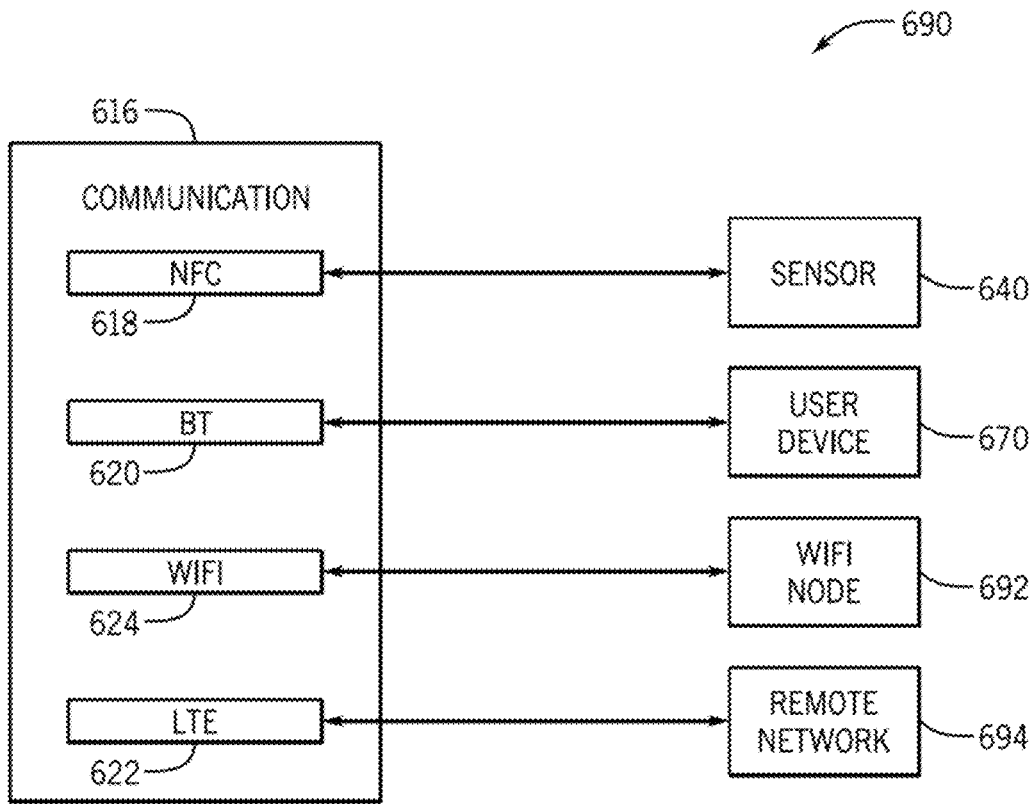 690
616
COMMUNICATION
NFC
618
SENSOR
640
BT
620
USER
DEVICE
670
WIFI
624
WIFI
NODE
692
LTE
622
REMOTE
NETWORK
694